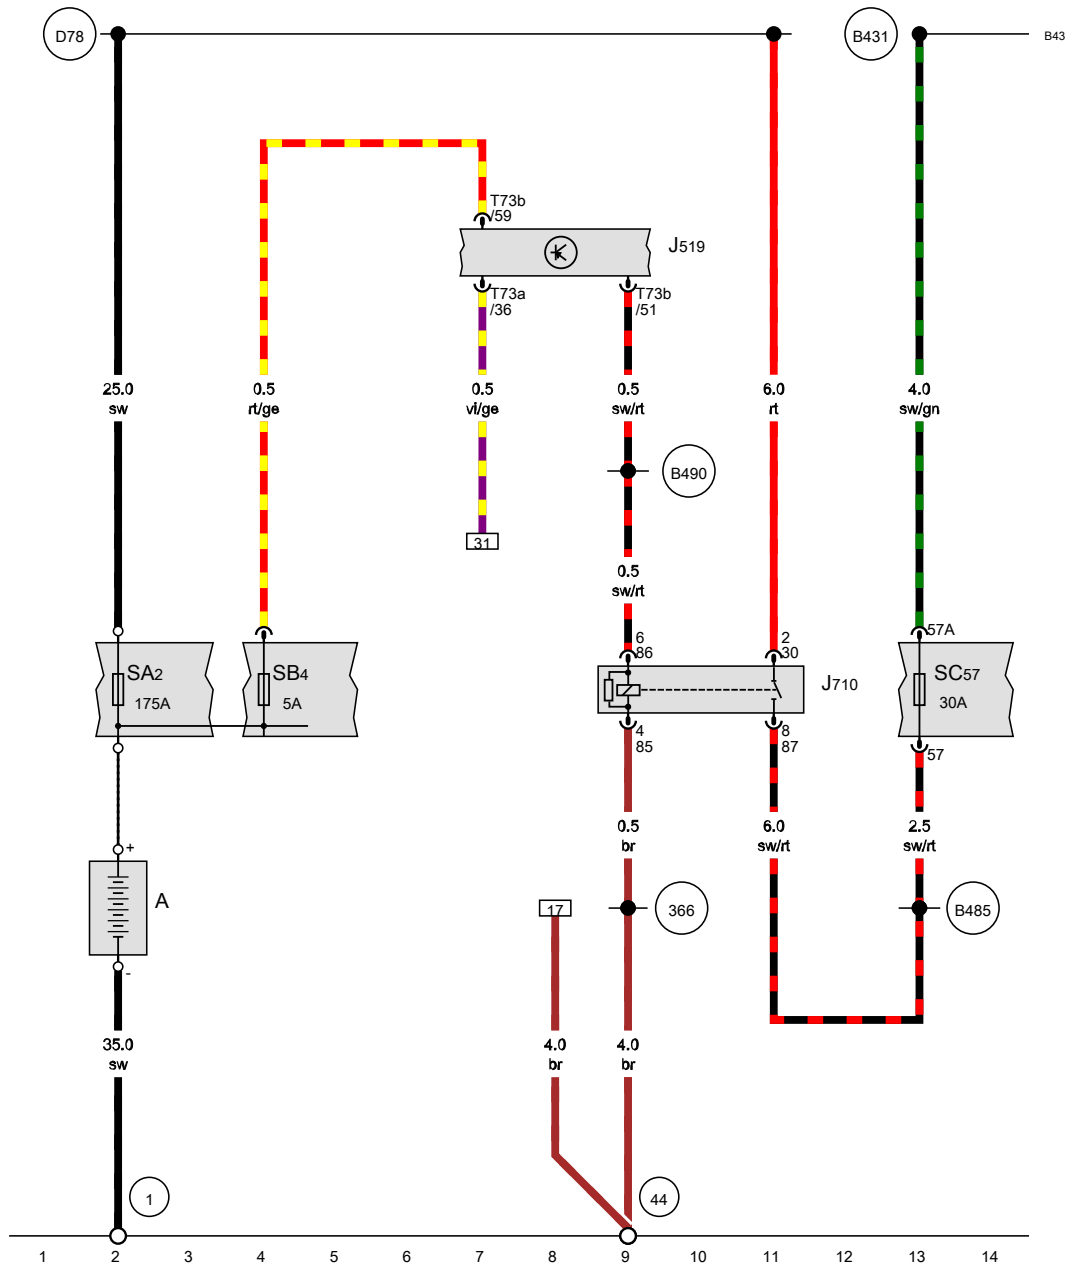 D78
B431
B43
T73b
/59
J519
T73a
/36
T73b
/51
25.0
sw
0.5
rt/ge
0.5
vi/ge
0.5
sw/rt
6.0
rt
4.0
sw/gn
B490
31
0.5
sw/rt
6
86
2
30
57A
SA2
175A
SB4
5A
J710
SC57
30A
4
85
8
87
57
0.5
br
6.0
sw/rt
2.5
sw/rt
+
A
-
17
366
B485
35.0
sw
4.0
br
4.0
br
1
44
1 2 3 4 5 6 7 8 9 10 11 12 13 14